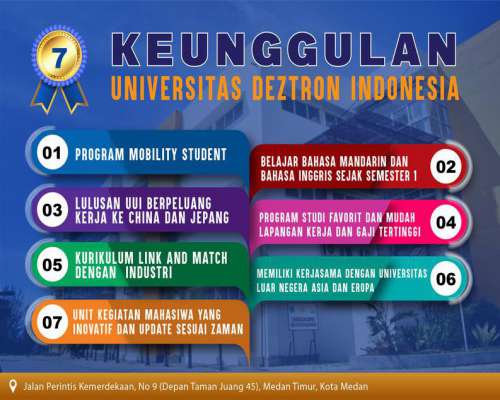 7
KEUNGGULAN
UNIVERSITAS DEZTRON INDONESIA
01
PROGRAM MOBILITY STUDENT
BELAJAR BAHASA MANDARIN DAN
BAHASA INGGRIS SEJAK SEMESTER 1
02
03
LULUSAN UUI BERPELUANG
KERJA KE CHINA DAN JEPANG
PROGRAM STUDI FAVORIT DAN MUDAH
LAPANGAN KERJA DAN GAJI TERTINGGI
04
05
KURIKULUM LINK AND MATCH
DENGAN INDUSTRI
MEMILIKI KERJASAMA DENGAN UNIVERSITAS
LUAR NEGERA ASIA DAN EROPA
06
07
UNIT KEGIATAN MAHASIWA YANG
INOVATIF DAN UPDATE SESUAI ZAMAN
Jalan Perintis Kemerdekaan, No 9 (Depan Taman Juang 45), Medan Timur, Kota Medan